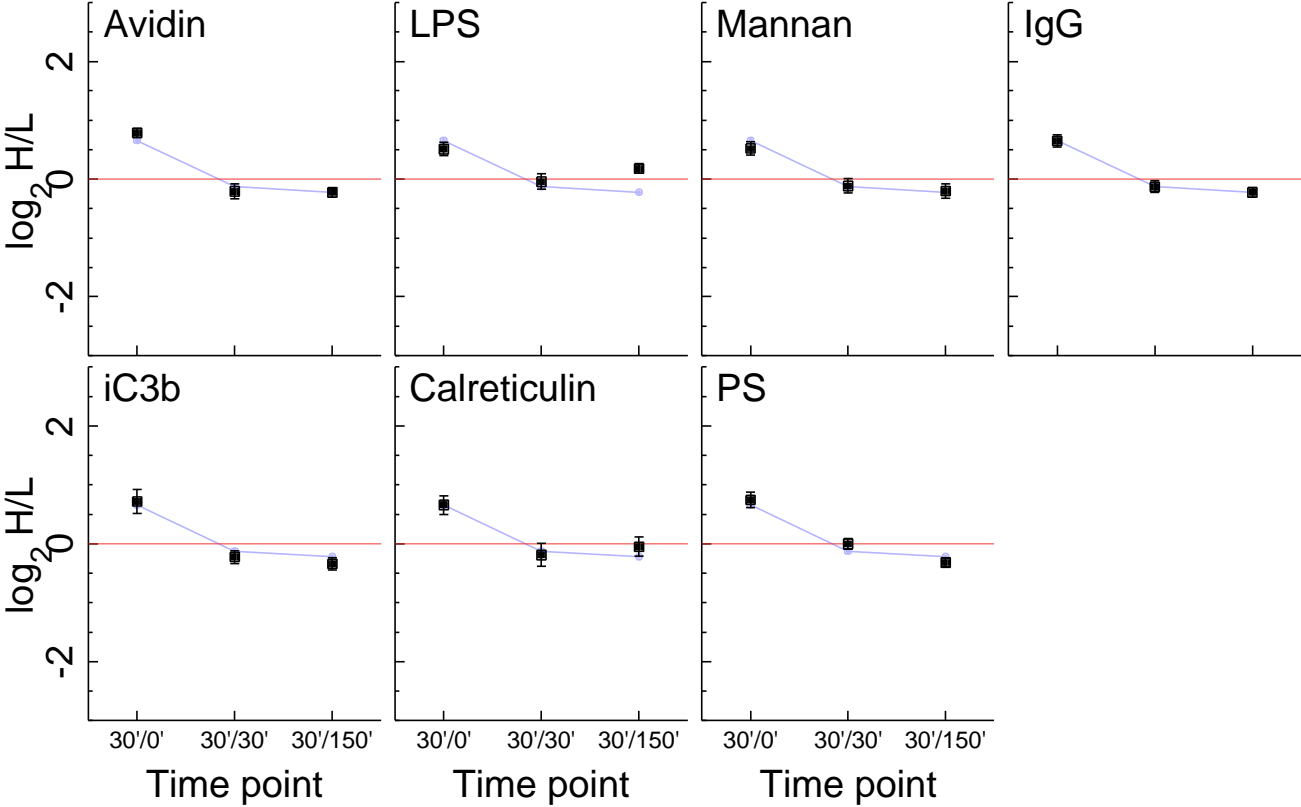 Avidin LPS Mannan IgG
2
0
-2
log2 H/L
iC3b Calreticulin PS
2
0
-2
log2 H/L
30'/0' 30'/30' 30'/150' 30'/0' 30'/30' 30'/150' 30'/0' 30'/30' 30'/150'
Time point Time point Time point